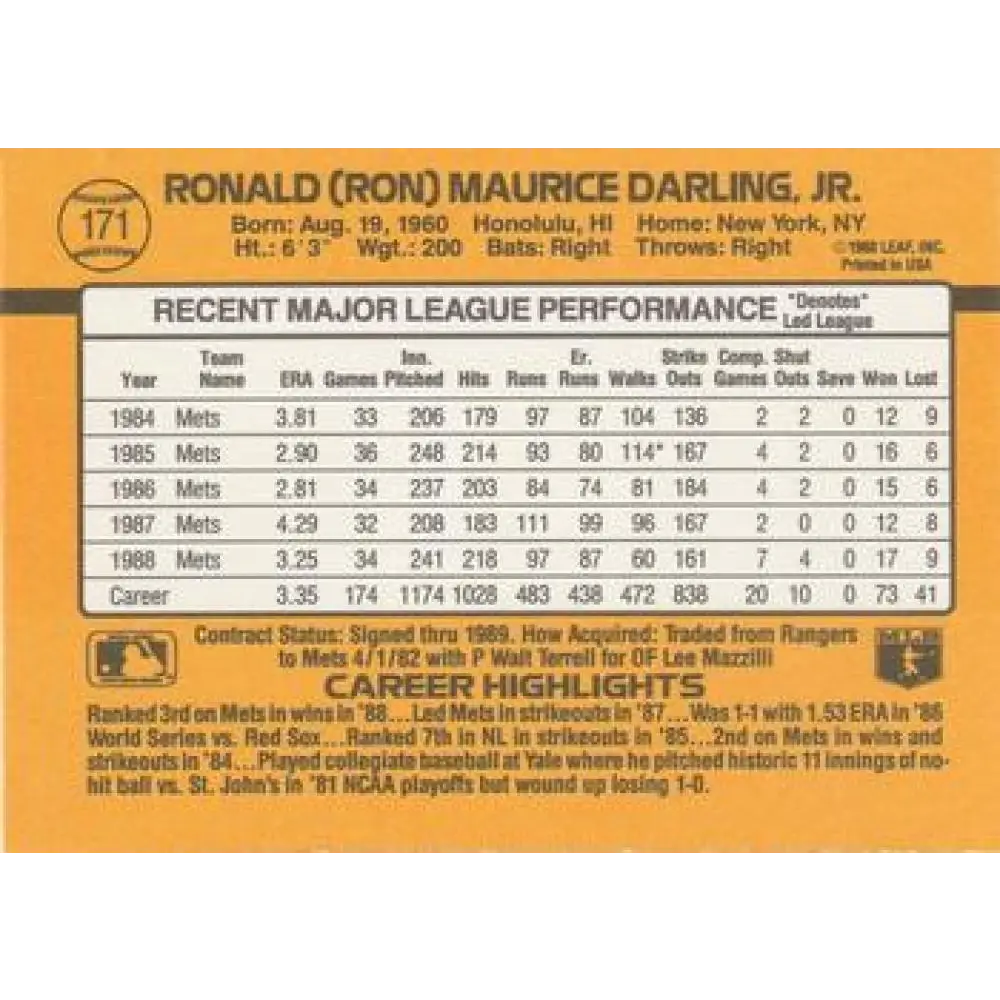 171
RONALD (RON) MAURICE DARLING, JR.
Born: Aug. 19, 1960 Honolulu, HI Home: New York, NY
Ht.: 6'3" Wgt.: 200 Bats: Right Throws: Right
© 1988 LEAF, INC.
Printed in USA
RECENT MAJOR LEAGUE PERFORMANCE "Denotes" Led League
Year Team Name ERA Games Inn. Pitched Hits Runs Er. Runs Walks Strike Outs Comp. Games Shut Outs Save Won Lost
1984 Mets 3.81 33 206 179 97 87 104 136 2 2 0 12 9
1985 Mets 2.90 36 248 214 93 80 114* 167 4 2 0 16 6
1986 Mets 2.81 34 237 203 84 74 81 184 4 2 0 15 6
1987 Mets 4.29 32 208 183 111 99 96 167 2 0 0 12 8
1988 Mets 3.25 34 241 218 97 87 60 161 7 4 0 17 9
Career 3.35 174 1174 1028 483 438 472 838 20 10 0 73 41
Contract Status: Signed thru 1989. How Acquired: Traded from Rangers
to Mets 4/1/82 with P Walt Terrell for OF Lee Mazzilli
CAREER HIGHLIGHTS
Ranked 3rd on Mets in wins in '88...Led Mets in strikeouts in '87...Was 1-1 with 1.53 ERA in '86
World Series vs. Red Sox...Ranked 7th in NL in strikeouts in '85...2nd on Mets in wins and
strikeouts in '84...Played collegiate baseball at Yale where he pitched historic 11 innings of no-
hit ball vs. St. John's in '81 NCAA playoffs but wound up losing 1-0.